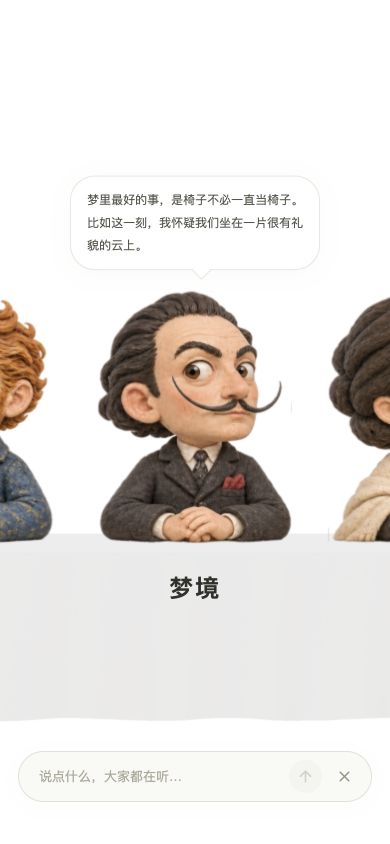 梦里最好的事，是椅子不必一直当椅子。
比如这一刻，我怀疑我们坐在一片很有礼
貌的云上。
梦境
说点什么，大家都在听...